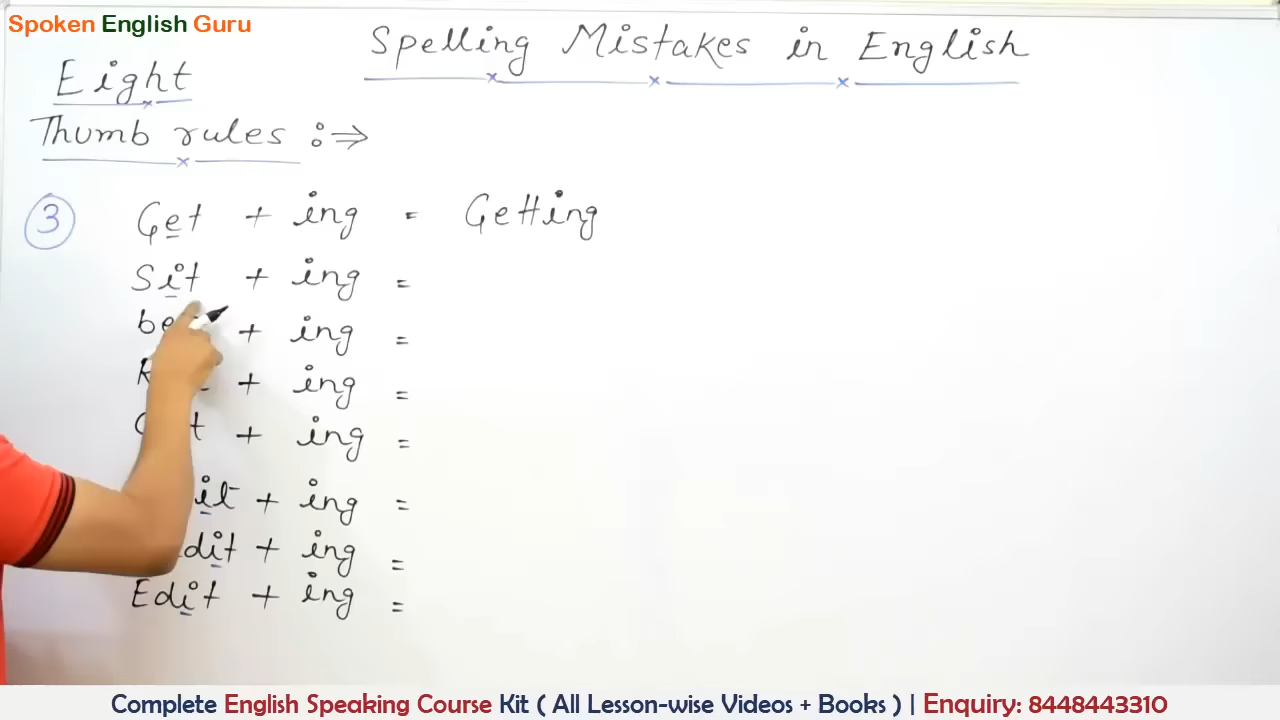 Spoken English Guru
Spelling Mistakes in English
Eight
Thumb rules :⇒
3 Get + ing = Getting
Sit + ing =
+ ing =
+ ing =
+ ing =
+ ing =
+ ing =
Edit + ing =
Complete English Speaking Course Kit ( All Lesson-wise Videos + Books ) | Enquiry: 8448443310